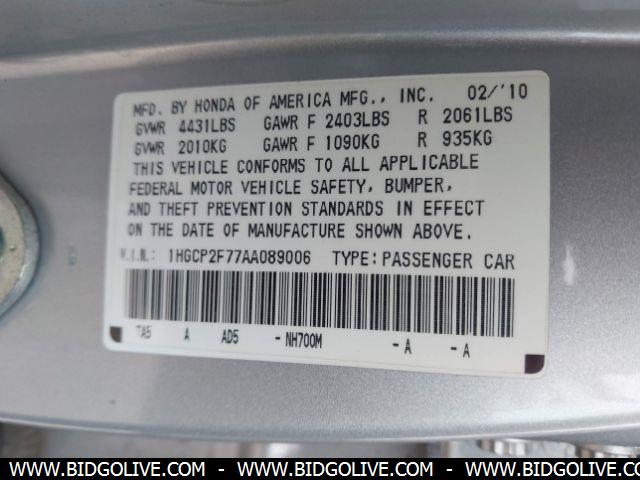 MFD. BY HONDA OF AMERICA MFG., INC. 02/'10
GVWR 4431LBS GAWR F 2403LBS R 2061LBS
GVWR 2010KG GAWR F 1090KG R 935KG
THIS VEHICLE CONFORMS TO ALL APPLICABLE
FEDERAL MOTOR VEHICLE SAFETY, BUMPER,
AND THEFT PREVENTION STANDARDS IN EFFECT
ON THE DATE OF MANUFACTURE SHOWN ABOVE.
V.I.N.: 1HGCP2F77AA089006 TYPE: PASSENGER CAR
TA5 A AD5 - NH700M - A - A
WWW.BIDGOLIVE.COM - WWW.BIDGOLIVE.COM - WWW.BIDGOLIVE.COM